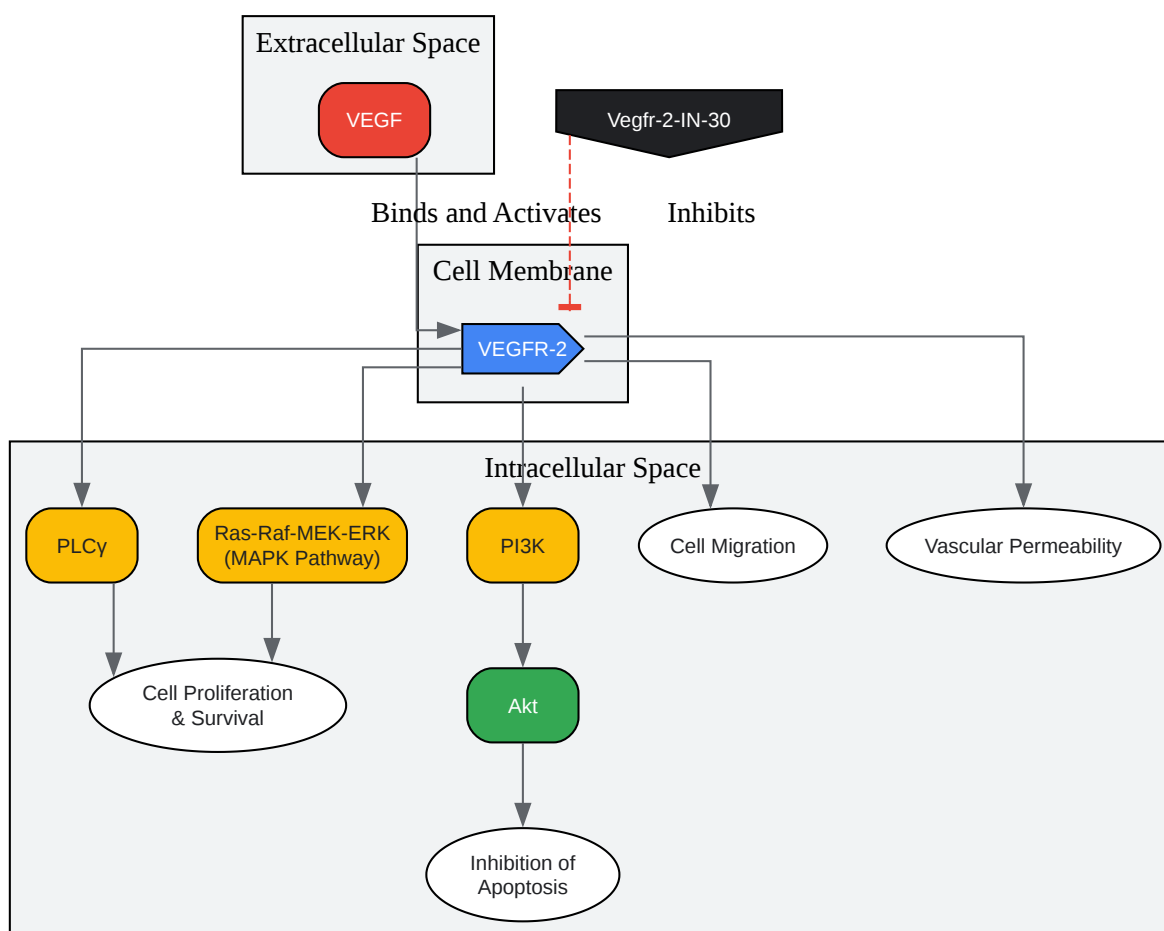 Extracellular Space
VEGF
Vegfr-2-IN-30
Binds and Activates
Inhibits
Cell Membrane
VEGFR-2
Intracellular Space
PLCγ
Ras-Raf-MEK-ERK
(MAPK Pathway)
PI3K
Cell Migration
Vascular Permeability
Cell Proliferation
& Survival
Akt
Inhibition of
Apoptosis